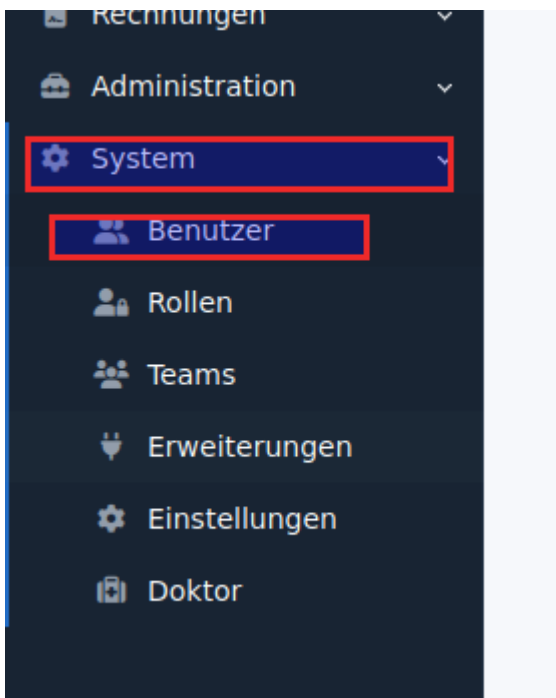 Rechnungen
Administration
System
Benutzer
Rollen
Teams
Erweiterungen
Einstellungen
Doktor